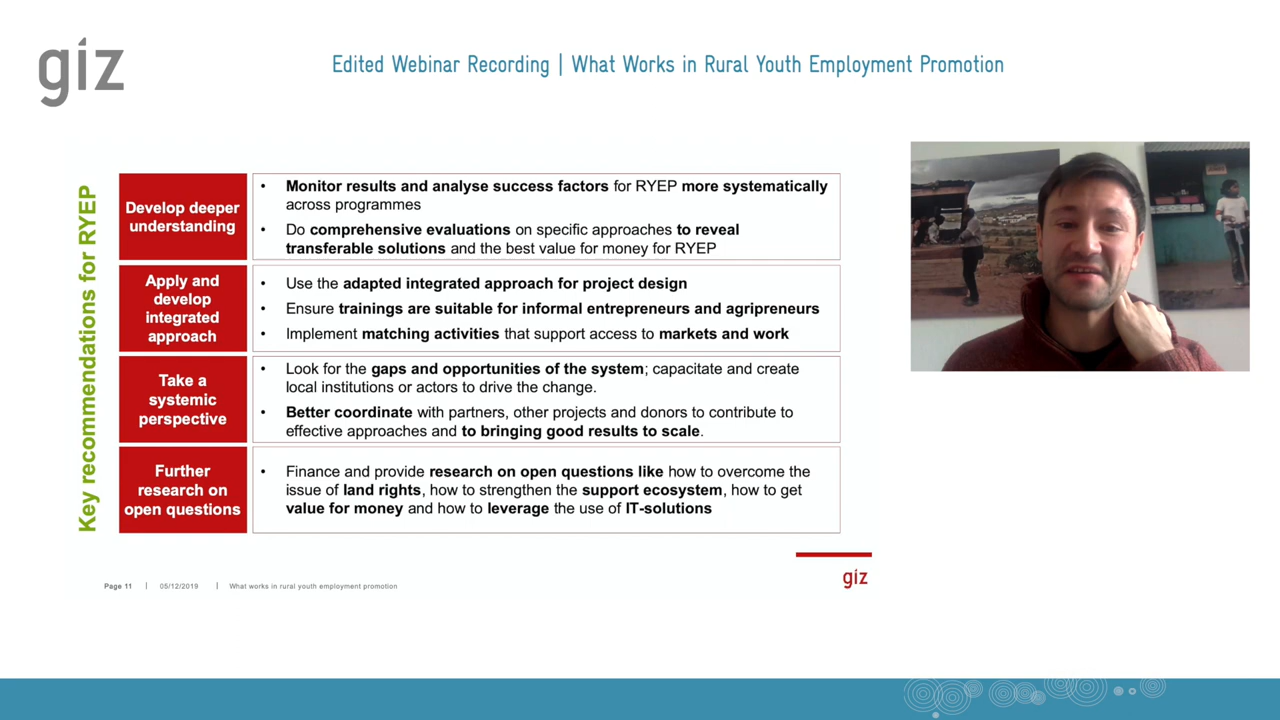 giz
Edited Webinar Recording | What Works in Rural Youth Employment Promotion
Key recommendations for RYEP
Develop deeper
understanding
• Monitor results and analyse success factors for RYEP more systematically
across programmes
• Do comprehensive evaluations on specific approaches to reveal
transferable solutions and the best value for money for RYEP
Apply and
develop
integrated
approach
• Use the adapted integrated approach for project design
• Ensure trainings are suitable for informal entrepreneurs and agripreneurs
• Implement matching activities that support access to markets and work
Take a
systemic
perspective
• Look for the gaps and opportunities of the system; capacitate and create
local institutions or actors to drive the change.
• Better coordinate with partners, other projects and donors to contribute to
effective approaches and to bringing good results to scale.
Further
research on
open questions
• Finance and provide research on open questions like how to overcome the
issue of land rights, how to strengthen the support ecosystem, how to get
value for money and how to leverage the use of IT-solutions
Page 11 | 05/12/2019 | What works in rural youth employment promotion
giz